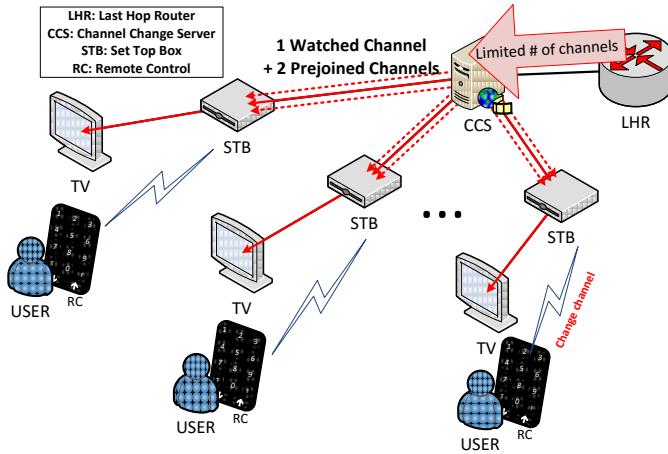 LHR: Last Hop Router
CCS: Channel Change Server
STB: Set Top Box
RC: Remote Control
1 Watched Channel
+ 2 Prejoined Channels
Limited # of channels
LHR
CCS
STB
TV
STB
STB
TV
TV
Change channel
USER
RC
USER
RC
USER
RC